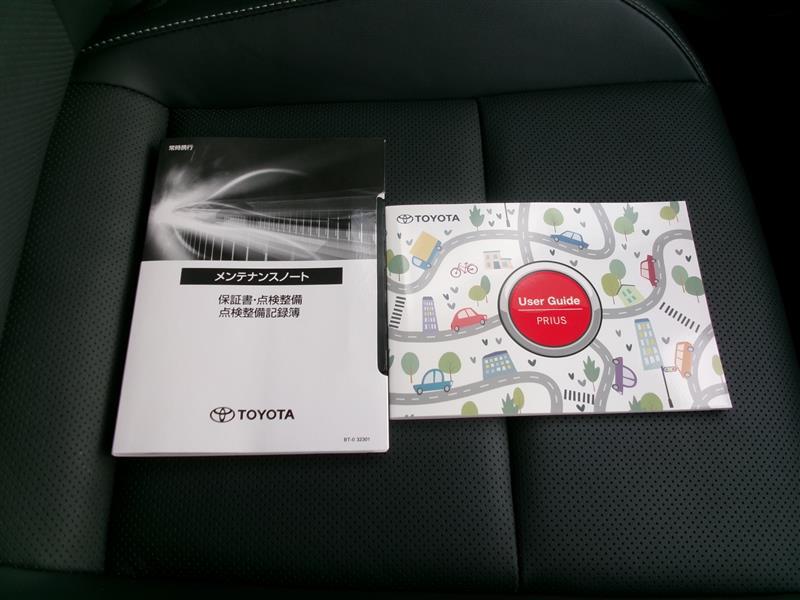 常時携行
メンテナンスノート
保証書・点検整備
点検整備記録簿
TOYOTA
BT-0 32301
TOYOTA
User Guide
PRIUS